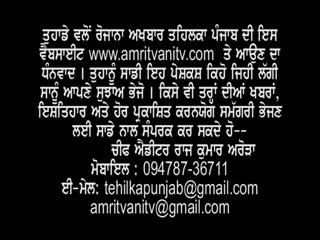 ਤੁਹਾਡੇ ਵਲੋਂ ਰੋਜਾਨਾ ਅਖਬਾਰ ਤਹਿਲਕਾ ਪੰਜਾਬ ਦੀ ਇਸ
ਵੈਬਸਾਈਟ www.amritvanitv.com ਤੇ ਆਉਣ ਦਾ
ਧੰਨਵਾਦ । ਤੁਹਾਨੂੰ ਸਾਡੀ ਇਹ ਪੇਸ਼ਕਸ਼ ਕਿਹੋ ਜਿਹੀ ਲੱਗੀ
ਸਾਨੂੰ ਆਪਣੇ ਸੁਝਾਅ ਭੇਜੋ । ਕਿਸੇ ਵੀ ਤਰ੍ਹਾਂ ਦੀਆਂ ਖਬਰਾਂ,
ਇਸ਼ਤਿਹਾਰ ਅਤੇ ਹੋਰ ਪ੍ਰਕਾਸ਼ਿਤ ਕਰਨਯੋਗ ਸਮੱਗਰੀ ਭੇਜਣ
ਲਈ ਸਾਡੇ ਨਾਲ ਸੰਪਰਕ ਕਰ ਸਕਦੇ ਹੋ--
ਚੀਫ ਐਡੀਟਰ ਰਾਜ ਕੁਮਾਰ ਅਰੋੜਾ
ਮੋਬਾਇਲ : 094787-36711
ਈ-ਮੇਲ: tehilkapunjab@gmail.com
amritvanitv@gmail.com